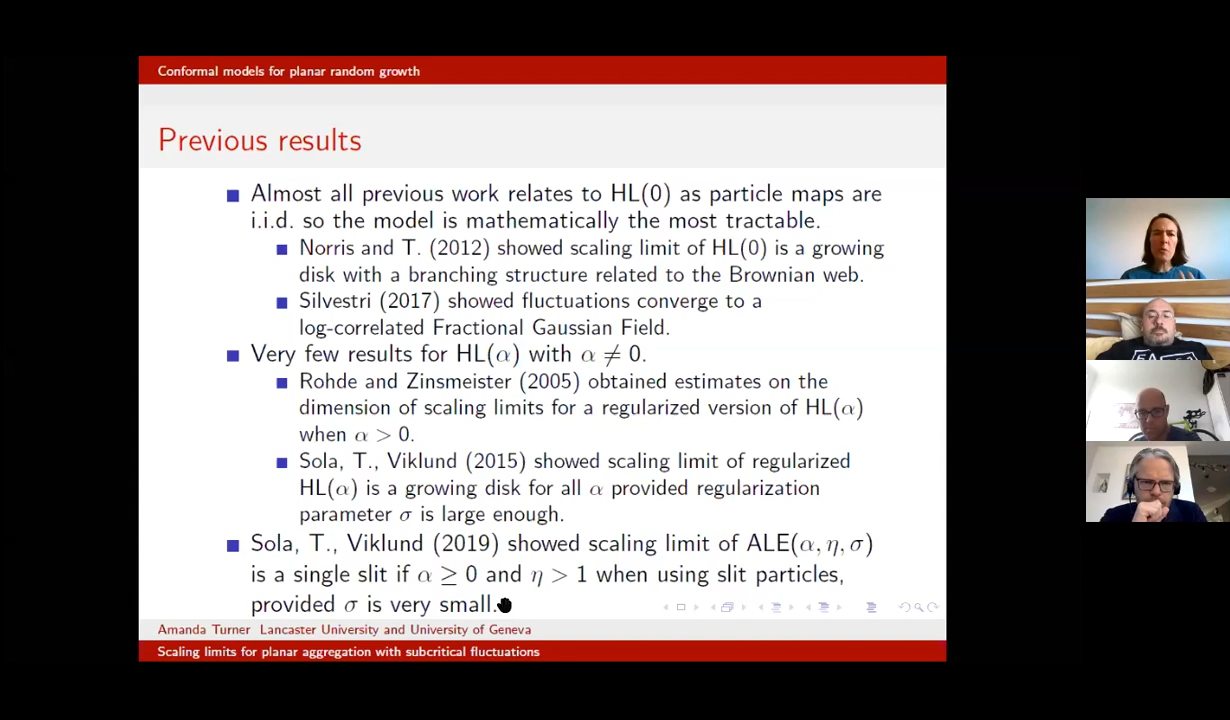 Conformal models for planar random growth
Previous results
Almost all previous work relates to HL(0) as particle maps are
i.i.d. so the model is mathematically the most tractable.
Norris and T. (2012) showed scaling limit of HL(0) is a growing
disk with a branching structure related to the Brownian web.
Silvestri (2017) showed fluctuations converge to a
log-correlated Fractional Gaussian Field.
Very few results for HL(α) with α ≠ 0.
Rohde and Zinsmeister (2005) obtained estimates on the
dimension of scaling limits for a regularized version of HL(α)
when α > 0.
Sola, T., Viklund (2015) showed scaling limit of regularized
HL(α) is a growing disk for all α provided regularization
parameter σ is large enough.
Sola, T., Viklund (2019) showed scaling limit of ALE(α, η, σ)
is a single slit if α ≥ 0 and η > 1 when using slit particles,
provided σ is very small.
Amanda Turner Lancaster University and University of Geneva
Scaling limits for planar aggregation with subcritical fluctuations